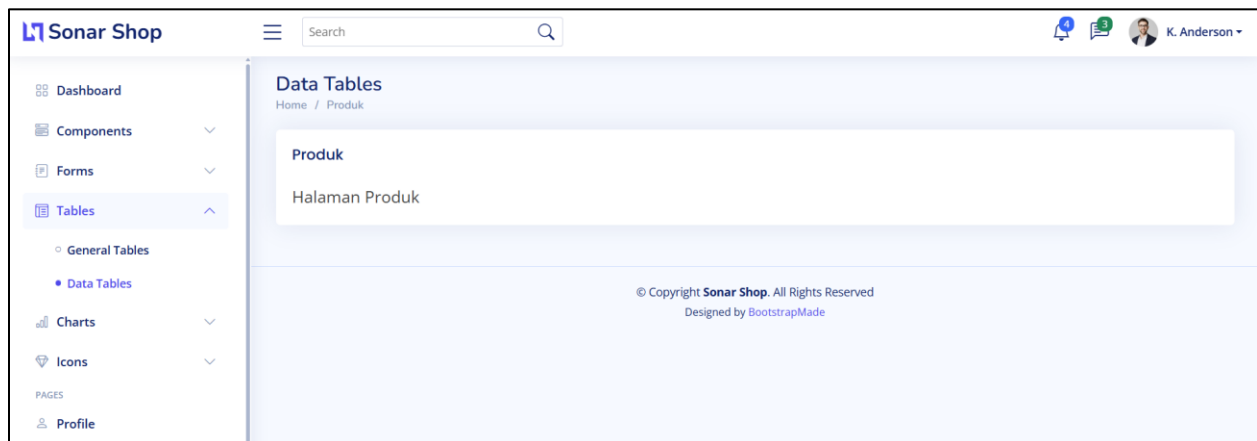 Sonar Shop
Search
4
3
K. Anderson
Dashboard
Components
Forms
Tables
General Tables
Data Tables
Charts
Icons
PAGES
Profile
Data Tables
Home / Produk
Produk
Halaman Produk
© Copyright Sonar Shop. All Rights Reserved
Designed by BootstrapMade